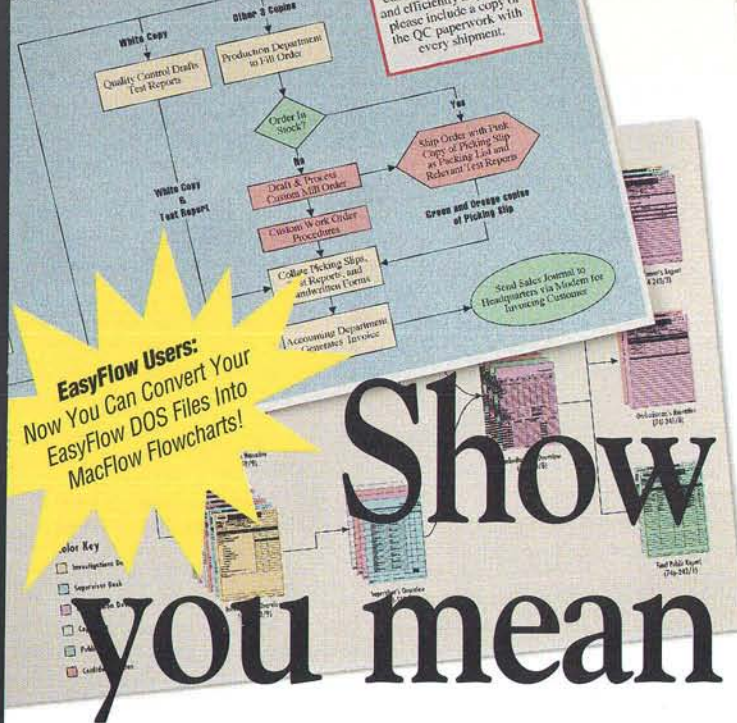 Other 3 Copies
and efficiently
please include a copy of
the QC paperwork with
every shipment.
White Copy
Production Department
to Fill Order
Quality Control Drafts
Test Reports
Order In
Stock?
Yes
Ship Order with Pink
Copy of Picking Slip
as Packing List and
Relevant Test Reports
No
Draft & Process
Custom Mill Order
White Copy
&
Test Report
Green and Orange copies
of Picking Slip
Custom Work Order
Procedures
Collate Picking Slips,
Test Reports, and
Handwritten Forms
Send Sales Journal to
Headquarters via Modem for
Invoicing Customer
Accounting Department
Generates Invoice
EasyFlow Users:
Now You Can Convert Your
EasyFlow DOS Files Into
MacFlow Flowcharts!
Show
you mean
Color Key
Supervisor Desk